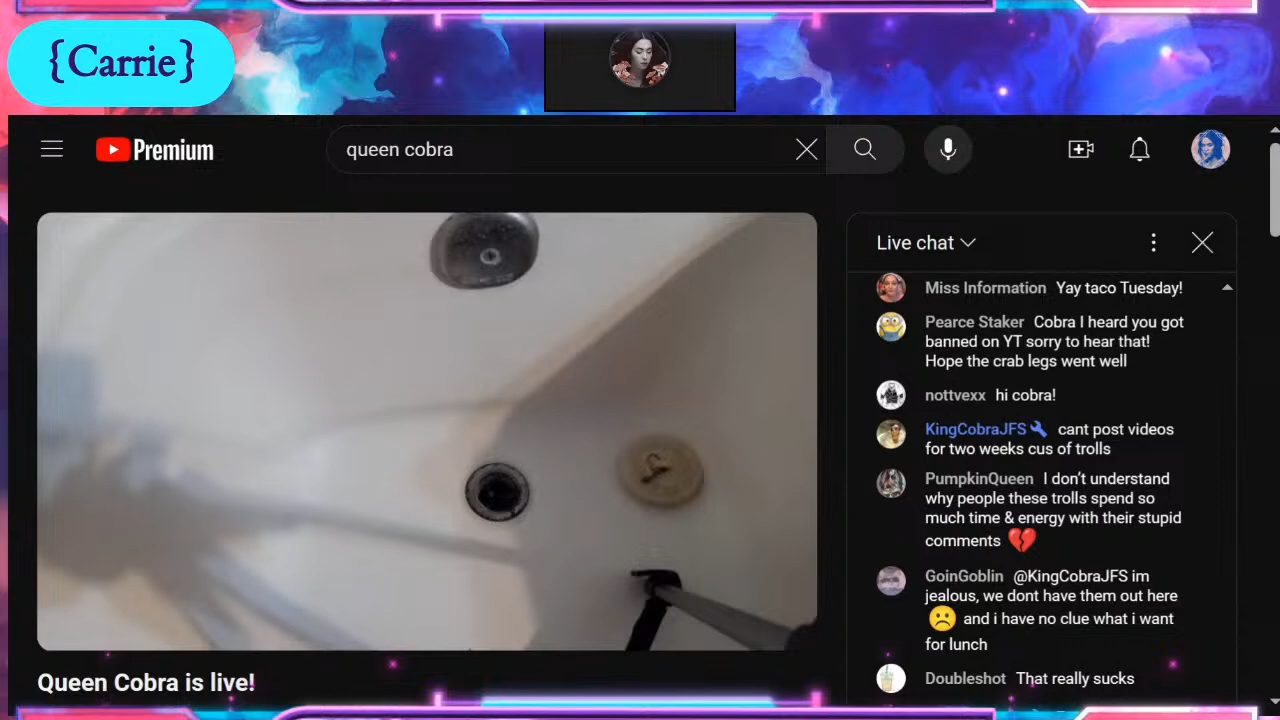 {Carrie}
Premium
queen cobra
Live chat
Miss Information Yay taco Tuesday!
Pearce Staker Cobra I heard you got
banned on YT sorry to hear that!
Hope the crab legs went well
nottvexx hi cobra!
KingCobraJFS cant post videos
for two weeks cus of trolls
PumpkinQueen I don't understand
why people these trolls spend so
much time & energy with their stupid
comments 💔
GoinGoblin @KingCobraJFS im
jealous, we dont have them out here
☹️ and i have no clue what i want
for lunch
Doubleshot That really sucks
Queen Cobra is live!